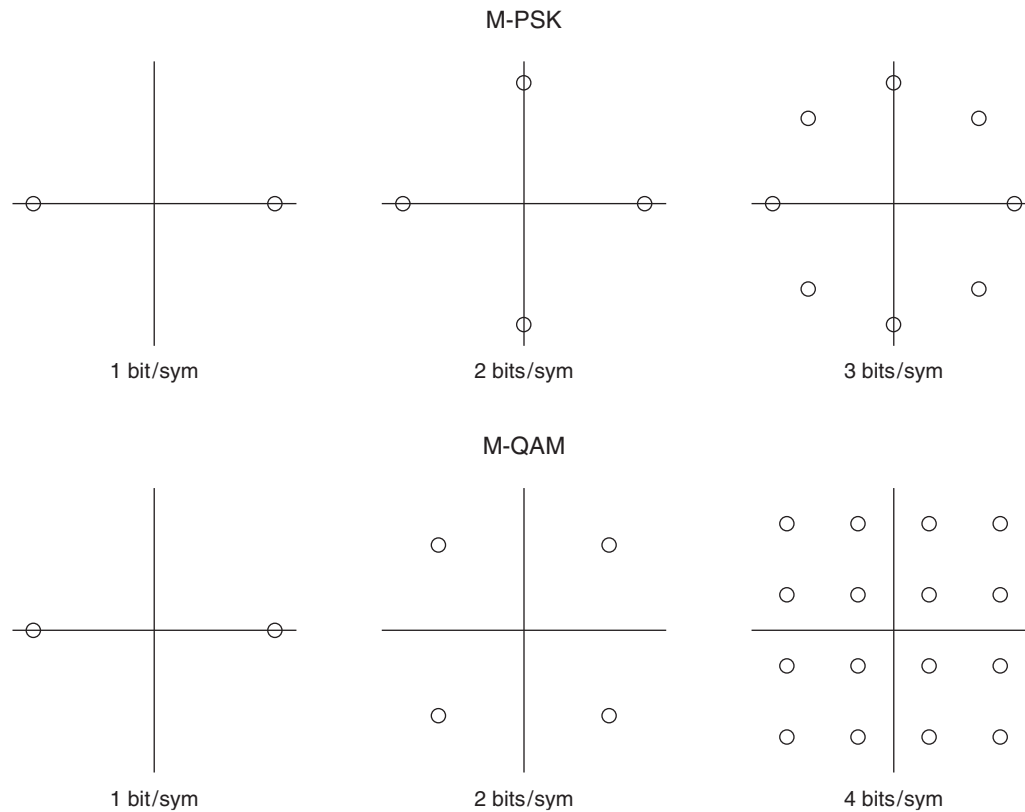 M-PSK
1 bit/sym
2 bits/sym
3 bits/sym
M-QAM
1 bit/sym
2 bits/sym
4 bits/sym